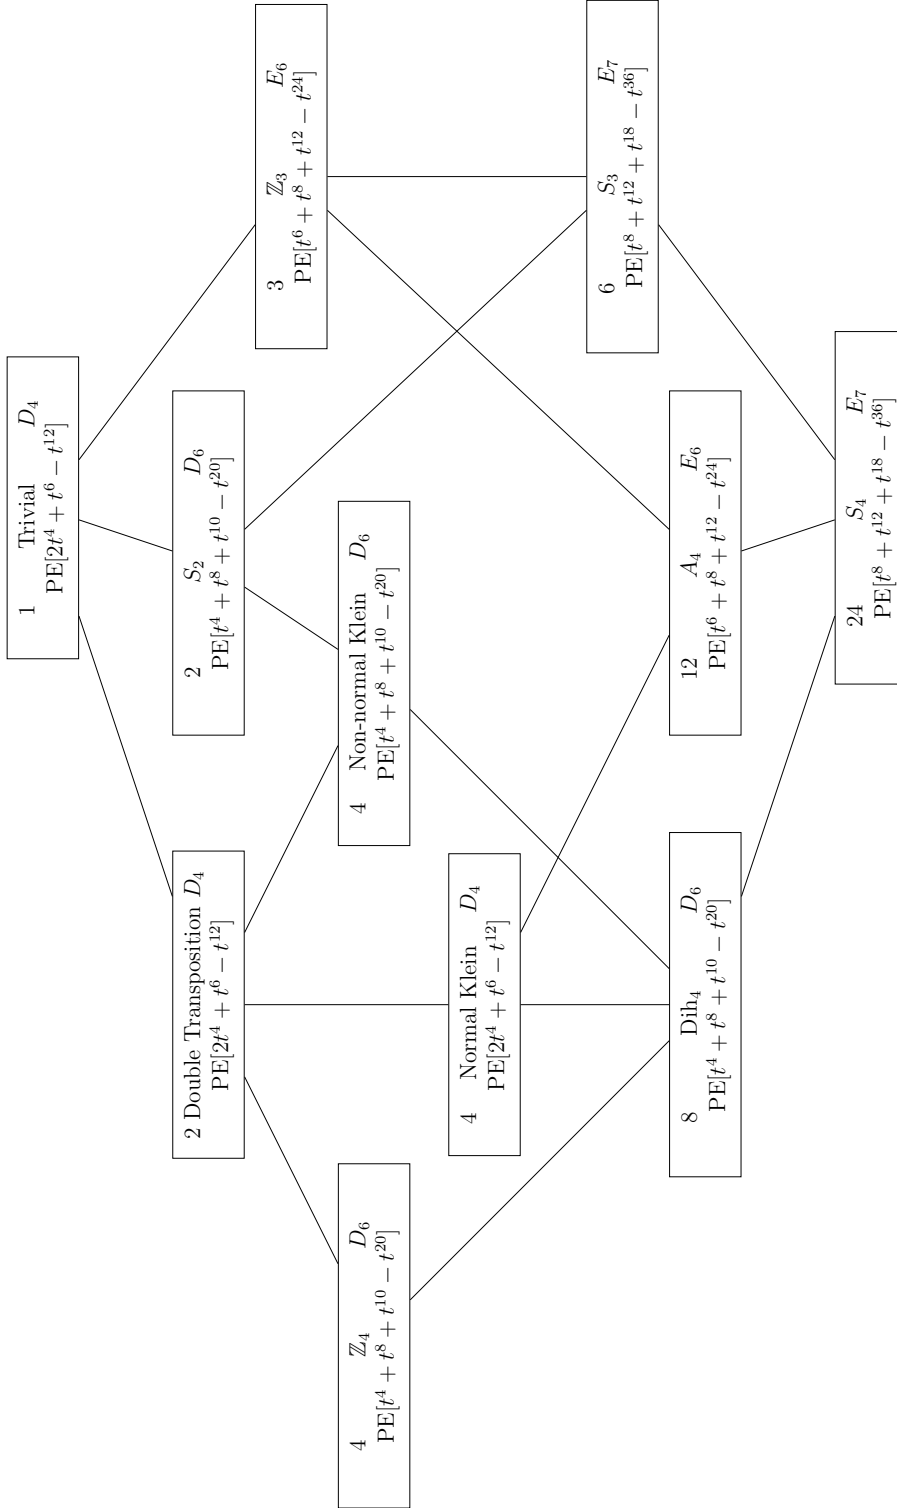 1 Trivial D_4
PE[2t^4 + t^6 − t^{12}]
2 Double Transposition D_4
PE[2t^4 + t^6 − t^{12}]
2 S_2 D_6
PE[t^4 + t^8 + t^{10} − t^{20}]
3 ℤ_3 E_6
PE[t^6 + t^8 + t^{12} − t^{24}]
4 ℤ_4 D_6
PE[t^4 + t^8 + t^{10} − t^{20}]
4 Non-normal Klein D_6
PE[t^4 + t^8 + t^{10} − t^{20}]
4 Normal Klein D_4
PE[2t^4 + t^6 − t^{12}]
6 S_3 E_7
PE[t^8 + t^{12} + t^{18} − t^{36}]
8 Dih_4 D_6
PE[t^4 + t^8 + t^{10} − t^{20}]
12 A_4 E_6
PE[t^6 + t^8 + t^{12} − t^{24}]
24 S_4 E_7
PE[t^8 + t^{12} + t^{18} − t^{36}]